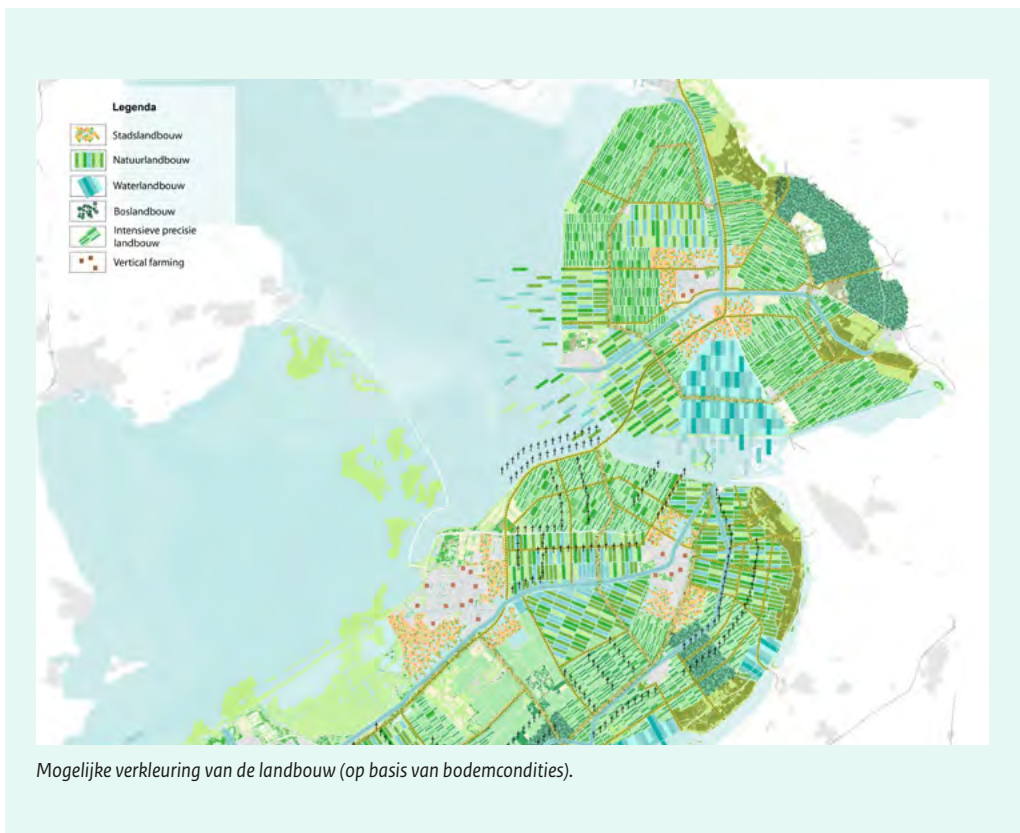 Legenda
Stadslandbouw
Natuurlandbouw
Waterlandbouw
Boslandbouw
Intensieve precisie
landbouw
Vertical farming
Mogelijke verkleuring van de landbouw (op basis van bodemcondities).